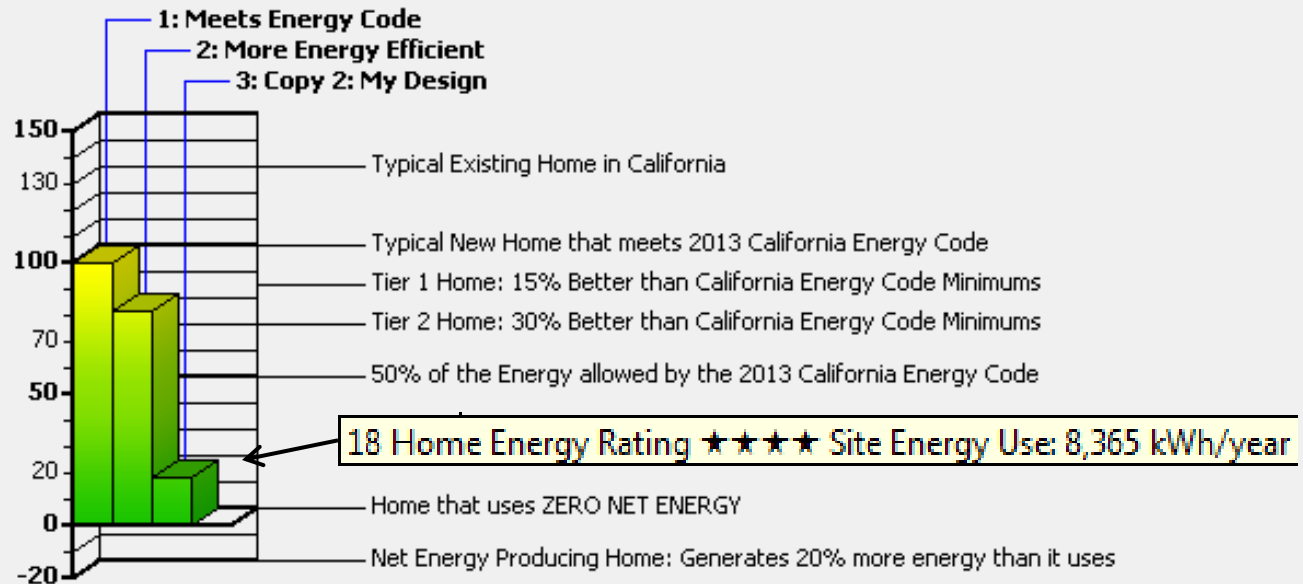 1: Meets Energy Code
2: More Energy Efficient
3: Copy 2: My Design
150
Typical Existing Home in California
130
Typical New Home that meets 2013 California Energy Code
100
Tier 1 Home: 15% Better than California Energy Code Minimums
Tier 2 Home: 30% Better than California Energy Code Minimums
70
50% of the Energy allowed by the 2013 California Energy Code
50
18 Home Energy Rating ★★★★ Site Energy Use: 8,365 kWh/year
20
Home that uses ZERO NET ENERGY
0
Net Energy Producing Home: Generates 20% more energy than it uses
-20